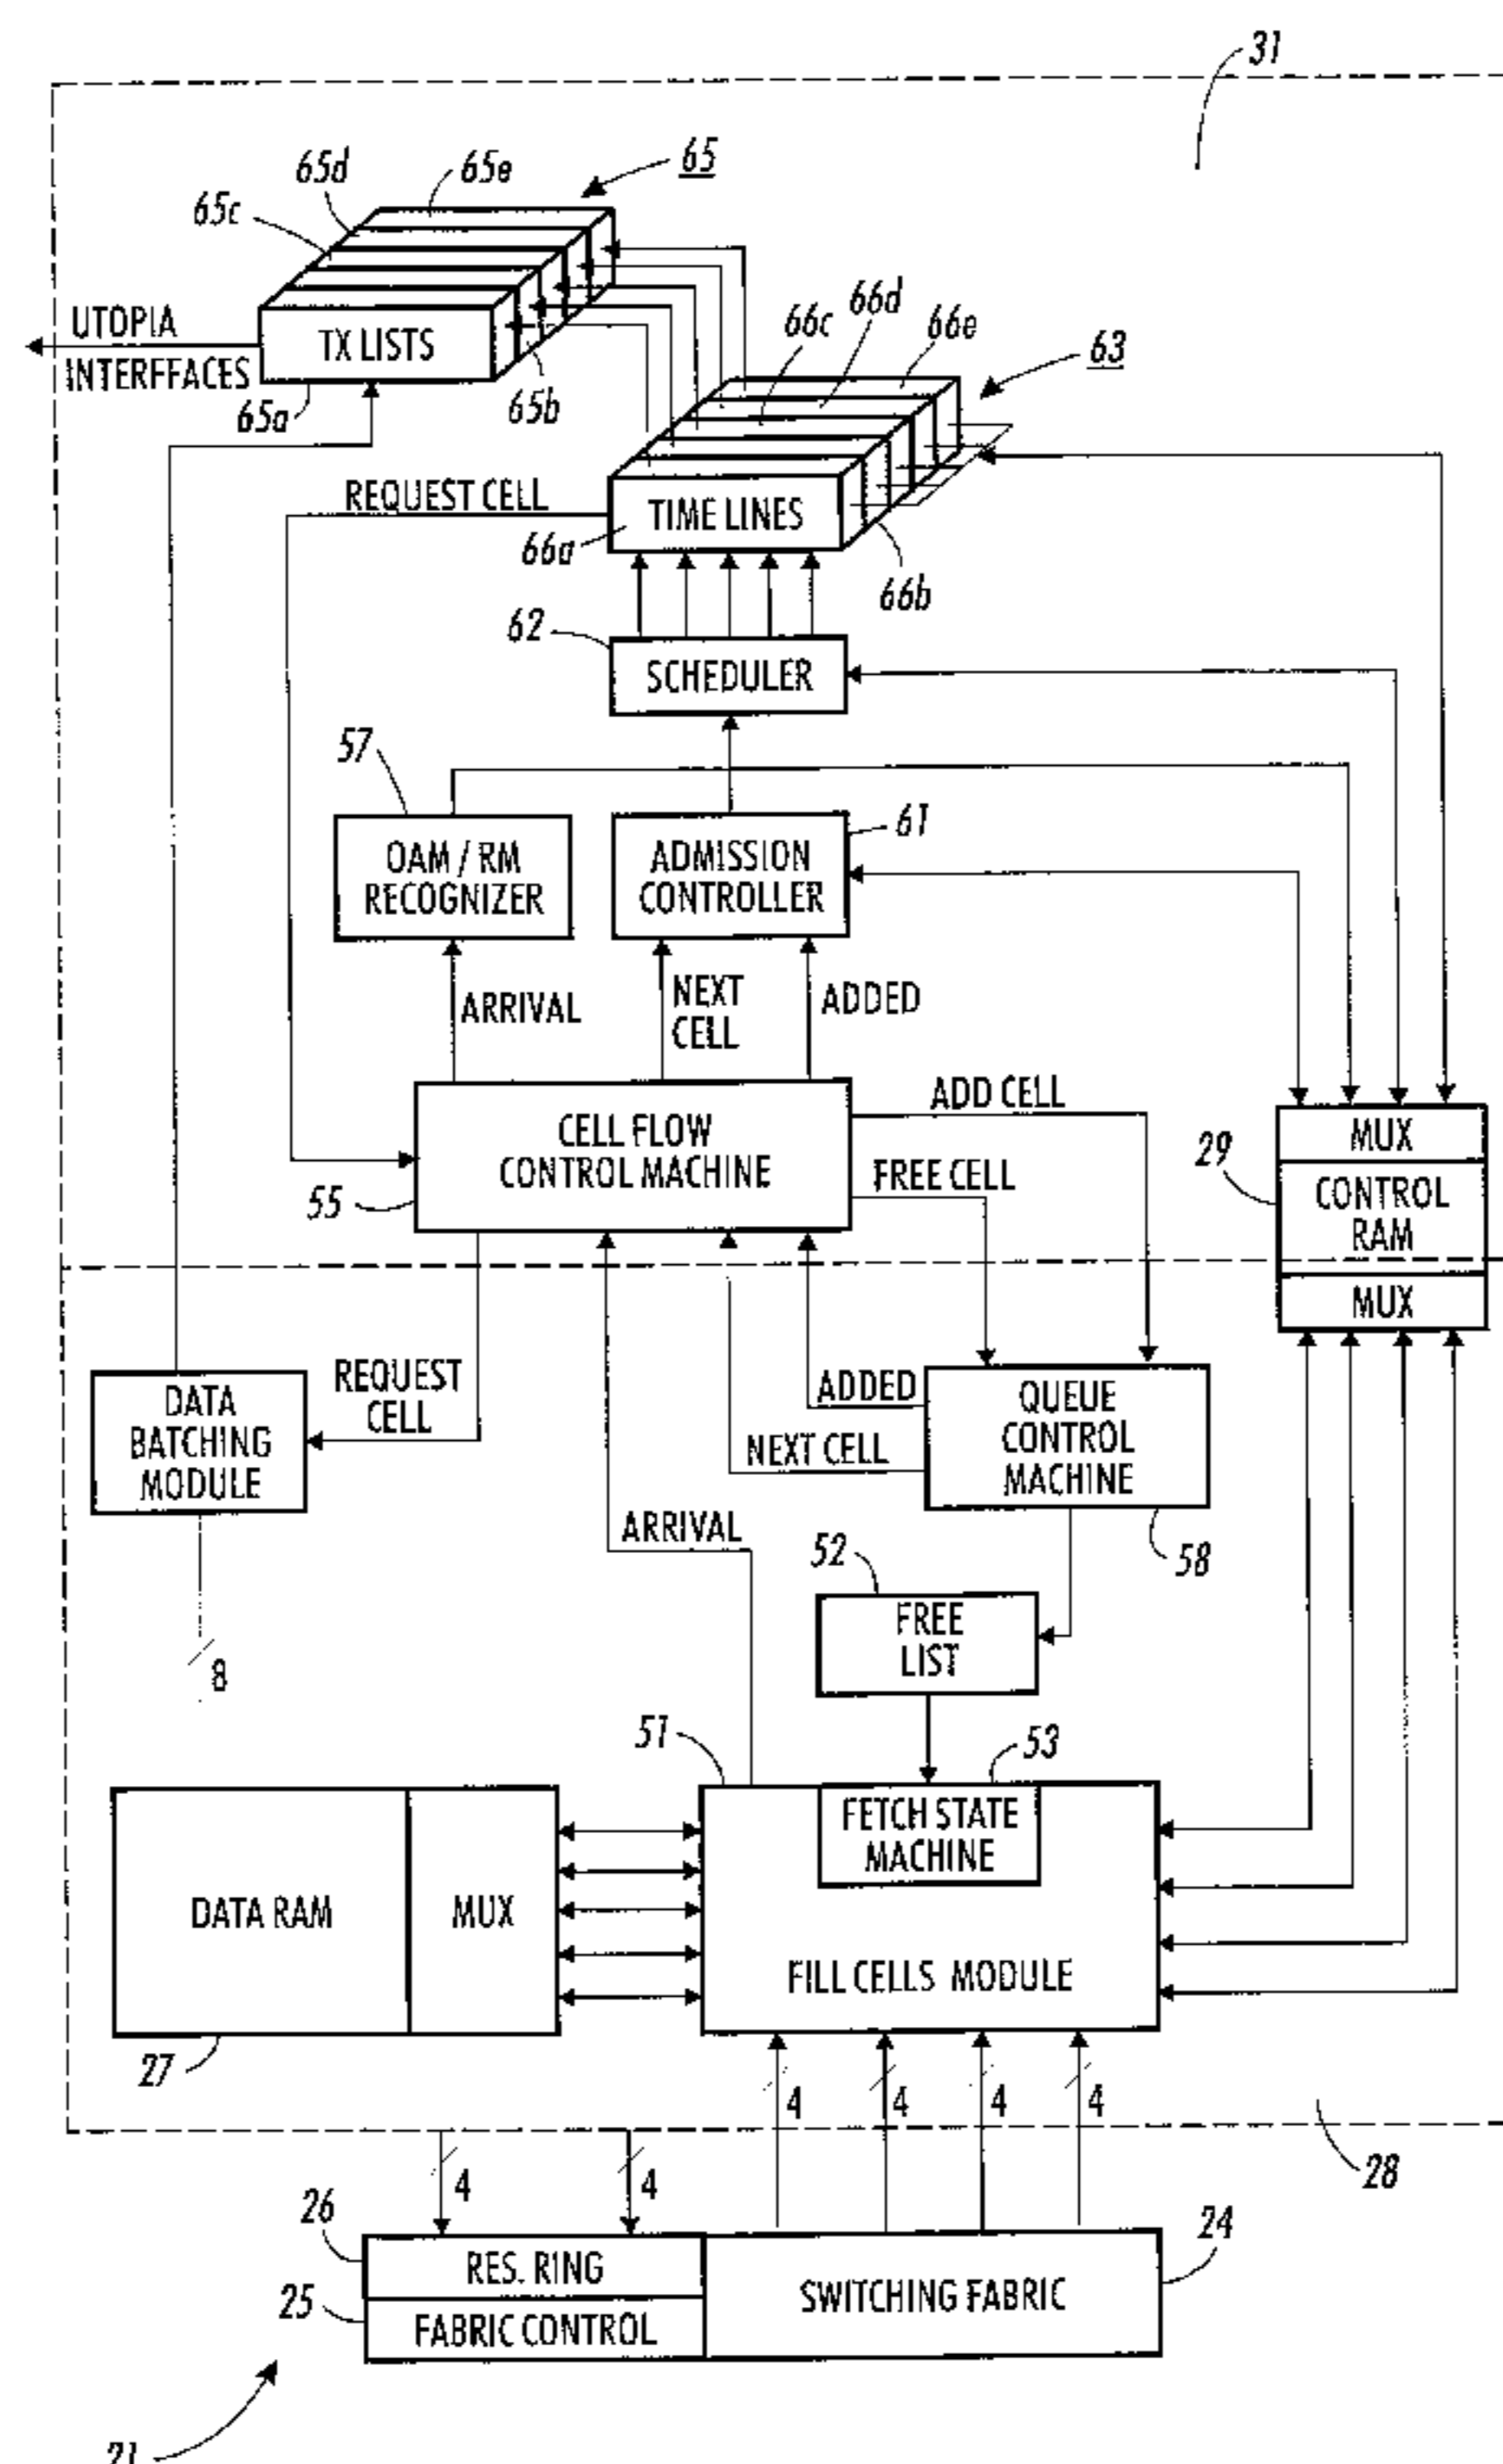 31
65d
65e
65
65c
66d
66c
66e
63
UTOPIA
INTERFFACES
TX LISTS
65a
65b
REQUEST CELL
TIME LINES
66a
66b
62
SCHEDULER
57
61
OAM / RM
RECOGNIZER
ADMISSION
CONTROLLER
ARRIVAL
NEXT
CELL
ADDED
ADD CELL
CELL FLOW
CONTROL MACHINE
FREE CELL
55
29
MUX
CONTROL
RAM
MUX
REQUEST
CELL
DATA
BATCHING
MODULE
ADDED
NEXT CELL
QUEUE
CONTROL
MACHINE
ARRIVAL
52
58
FREE
LIST
8
51
53
FETCH STATE
MACHINE
DATA RAM
MUX
FILL CELLS MODULE
27
4
4
4
4
28
4
4
26
24
RES. RING
25
SWITCHING FABRIC
FABRIC CONTROL
21